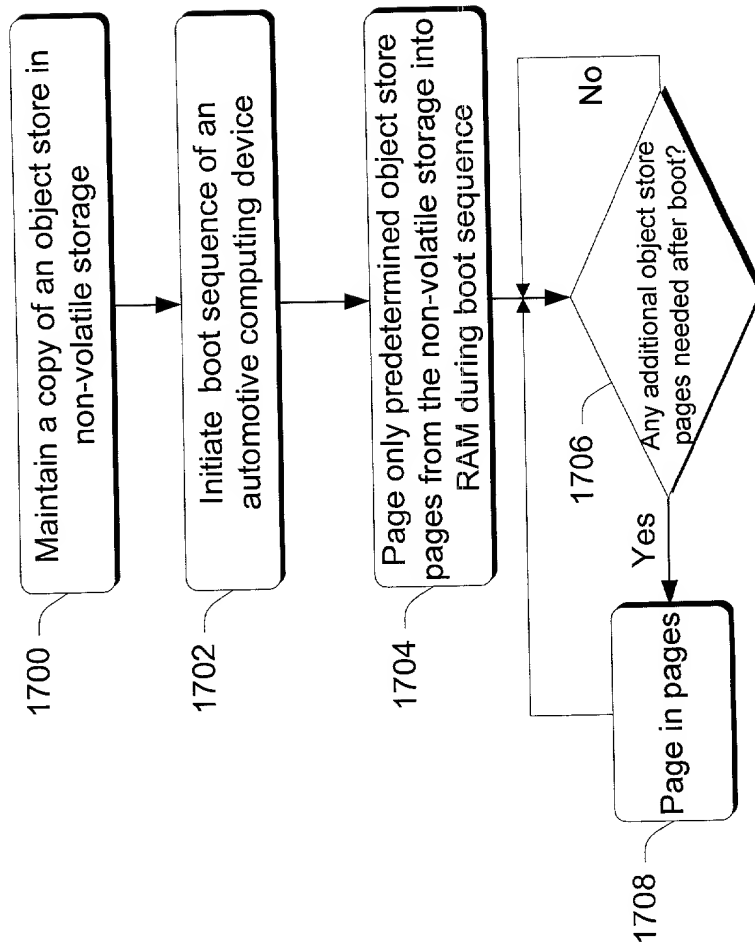 1700
Maintain a copy of an object store in
non-volatile storage
1702
Initiate boot sequence of an
automotive computing device
1704
Page only predetermined object store
pages from the non-volatile storage into
RAM during boot sequence
1706
Any additional object store
pages needed after boot?
No
Yes
1708
Page in pages